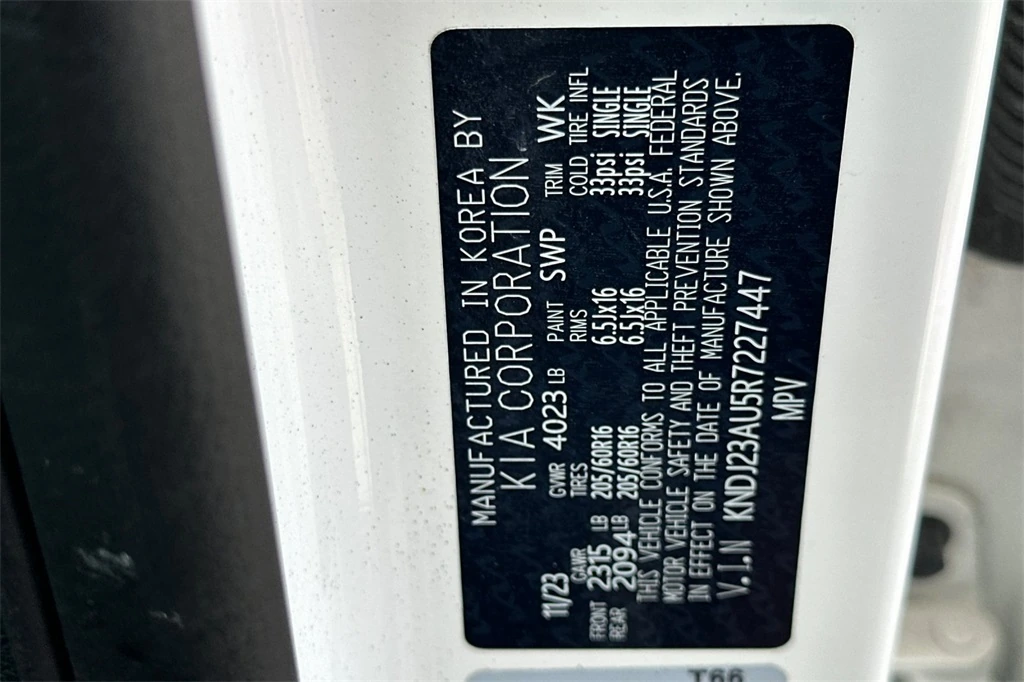 MANUFACTURED IN KOREA BY
KIA CORPORATION
11/23 GVWR 4023 LB PAINT SWP TRIM WK
GAWR TIRES RIMS COLD TIRE INFL
FRONT 2315 LB 205/60R16 6.5Jx16 33psi SINGLE
REAR 2094 LB 205/60R16 6.5Jx16 33psi SINGLE
THIS VEHICLE CONFORMS TO ALL APPLICABLE U.S.A. FEDERAL
MOTOR VEHICLE SAFETY AND THEFT PREVENTION STANDARDS
IN EFFECT ON THE DATE OF MANUFACTURE SHOWN ABOVE.
V.I.N KNDJ23AU5R7227447
MPV
T66